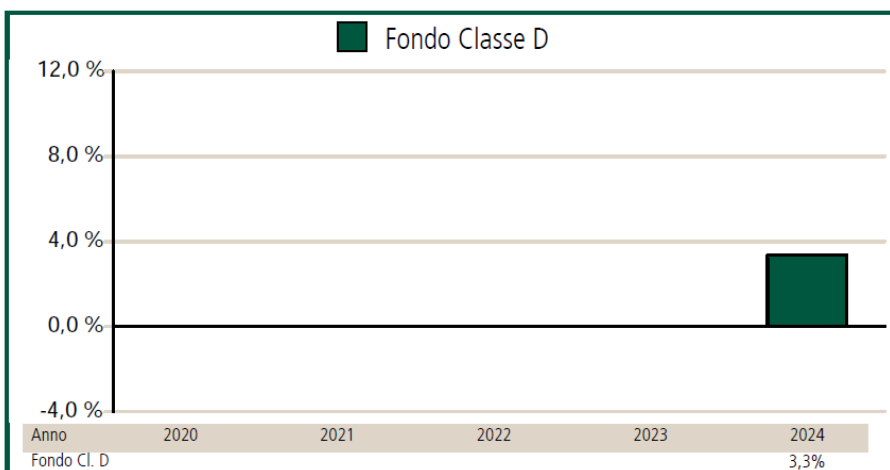 Fondo Classe D
12,0 %
8,0 %
4,0 %
0,0 %
-4,0 %
Anno 2020 2021 2022 2023 2024
Fondo Cl. D 3,3%